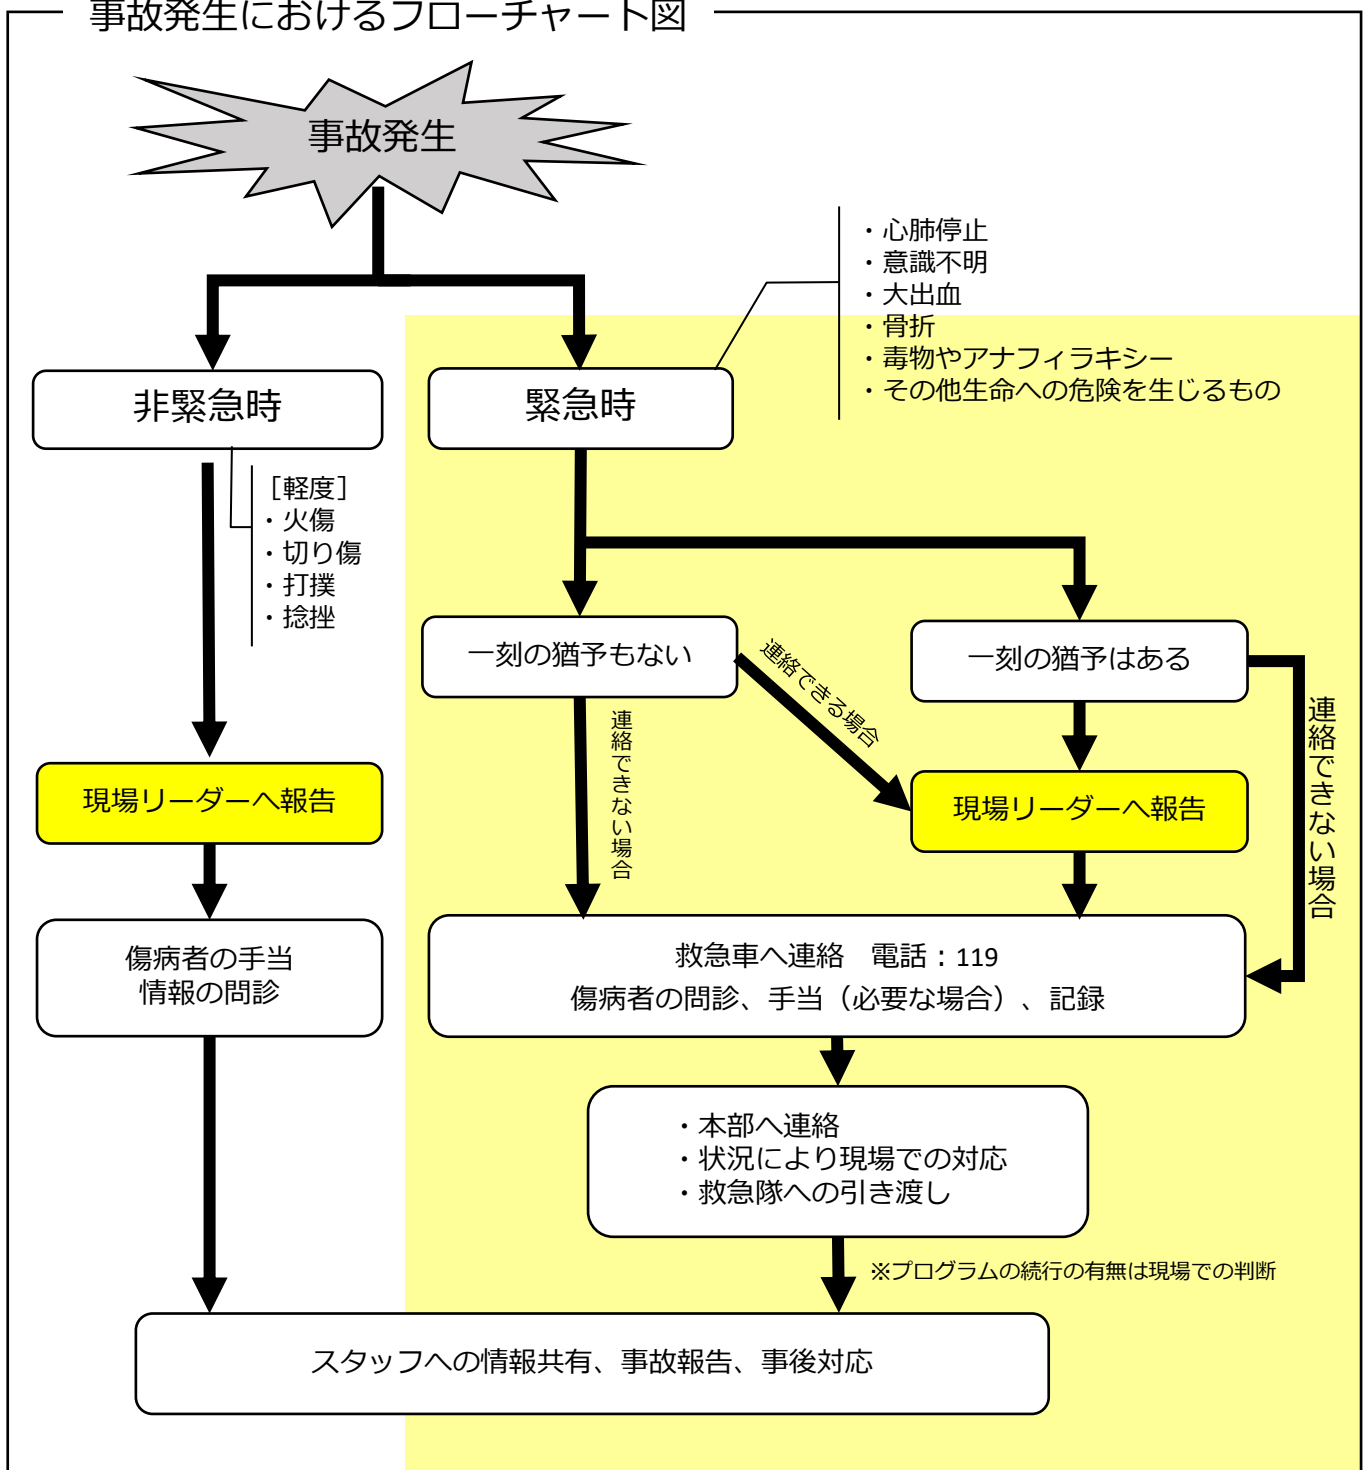 事故発生におけるフローチャート図
事故発生
・心肺停止
・意識不明
・大出血
・骨折
・毒物やアナフィラキシー
・その他生命への危険を生じるもの
非緊急時
緊急時
［軽度］
・火傷
・切り傷
・打撲
・捻挫
一刻の猶予もない
連絡できる場合
一刻の猶予はある
連絡できない場合
連絡できない場合
現場リーダーへ報告
現場リーダーへ報告
傷病者の手当
情報の問診
救急車へ連絡　電話：119
傷病者の問診、手当（必要な場合）、記録
・本部へ連絡
・状況により現場での対応
・救急隊への引き渡し
※プログラムの続行の有無は現場での判断
スタッフへの情報共有、事故報告、事後対応